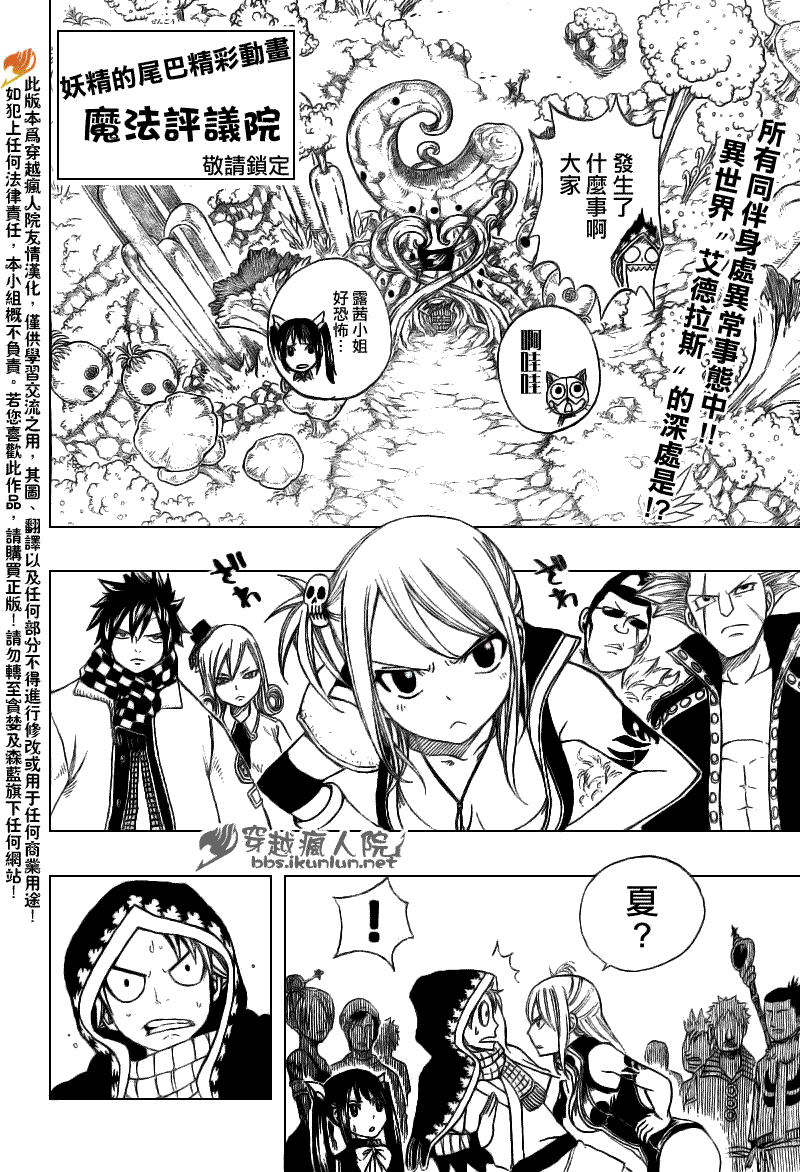 妖精的尾巴精彩動畫
魔法評議院
敬請鎖定
所有同伴身處異常事態中!!
異世界"艾德拉斯"的深處是!?
發生了
什麼事啊
大家
啊哇哇
露茜小姐
好恐怖…
ざわ
ざわ
夏?
!
穿越瘋人院
bbs.ikunlun.net
此版本爲穿越瘋人院友情漢化，僅供學習交流之用，其圖、翻譯以及任何部分不得進行修改或用于任何商業用途！
如犯上任何法律責任，本小組概不負責。若您喜歡此作品，請購買正版！請勿轉至貪婪及森藍旗下任何網站！